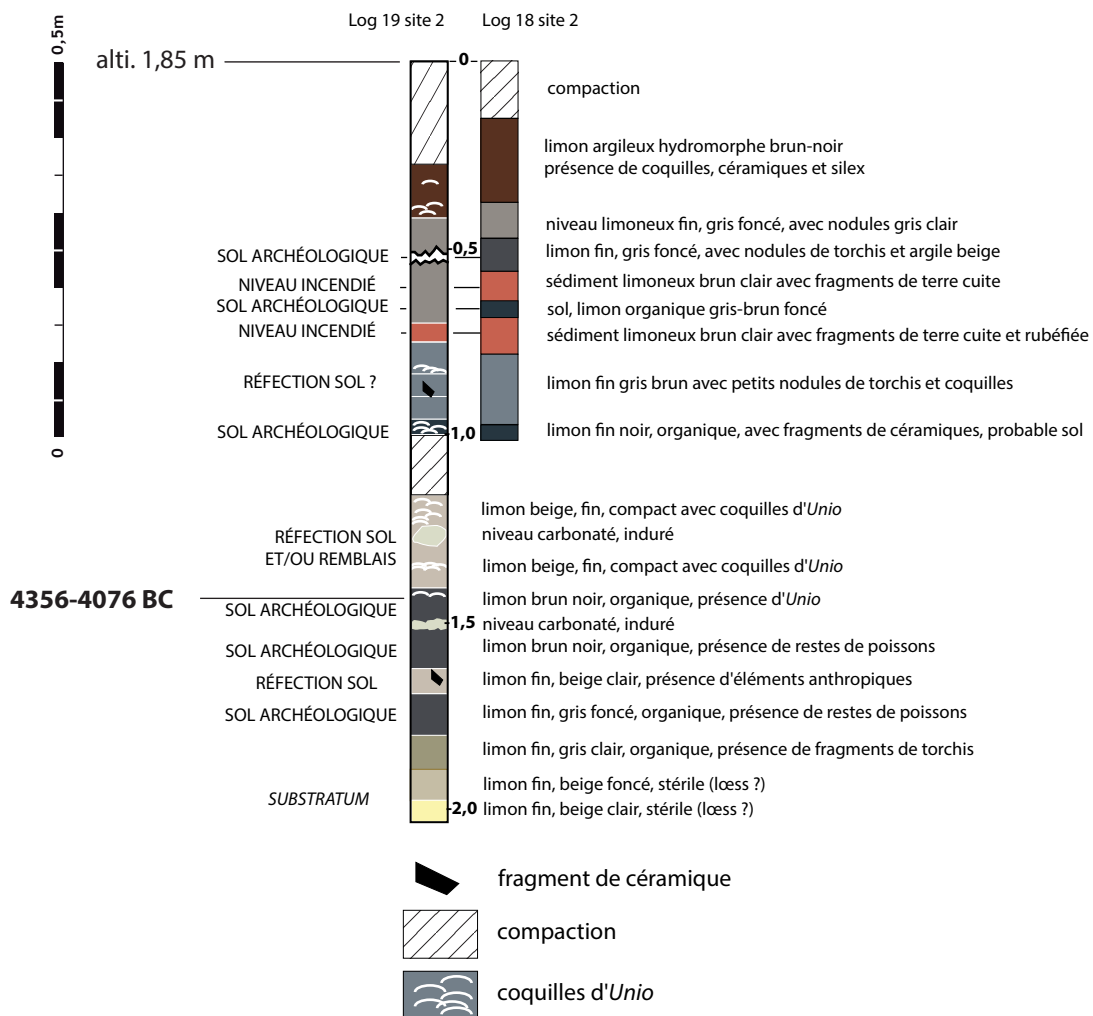 Log 19 site 2
Log 18 site 2
0,5m
0
alti. 1,85 m
0
compaction
limon argileux hydromorphe brun-noir
présence de coquilles, céramiques et silex
niveau limoneux fin, gris foncé, avec nodules gris clair
SOL ARCHÉOLOGIQUE
-0,5
limon fin, gris foncé, avec nodules de torchis et argile beige
NIVEAU INCENDIÉ
sédiment limoneux brun clair avec fragments de terre cuite
SOL ARCHÉOLOGIQUE
sol, limon organique gris-brun foncé
NIVEAU INCENDIÉ
sédiment limoneux brun clair avec fragments de terre cuite et rubéfiée
RÉFECTION SOL ?
limon fin gris brun avec petits nodules de torchis et coquilles
SOL ARCHÉOLOGIQUE
-1,0
limon fin noir, organique, avec fragments de céramiques, probable sol
limon beige, fin, compact avec coquilles d'Unio
RÉFECTION SOL
ET/OU REMBLAIS
niveau carbonaté, induré
limon beige, fin, compact avec coquilles d'Unio
4356-4076 BC
SOL ARCHÉOLOGIQUE
limon brun noir, organique, présence d'Unio
-1,5
niveau carbonaté, induré
SOL ARCHÉOLOGIQUE
limon brun noir, organique, présence de restes de poissons
RÉFECTION SOL
limon fin, beige clair, présence d'éléments anthropiques
SOL ARCHÉOLOGIQUE
limon fin, gris foncé, organique, présence de restes de poissons
limon fin, gris clair, organique, présence de fragments de torchis
limon fin, beige foncé, stérile (lœss ?)
SUBSTRATUM
-2,0
limon fin, beige clair, stérile (lœss ?)
fragment de céramique
compaction
coquilles d'Unio